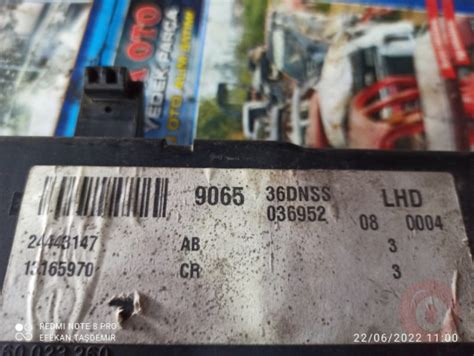 OTO
YEDEK PARÇA
9065 36DNSS LHD
036952 08 0004
24443147 AB 3
13165970 CR 3
REDMI NOTE 8 PRO
EFEKAN TAŞDEMİR
22/06/2022 11:00